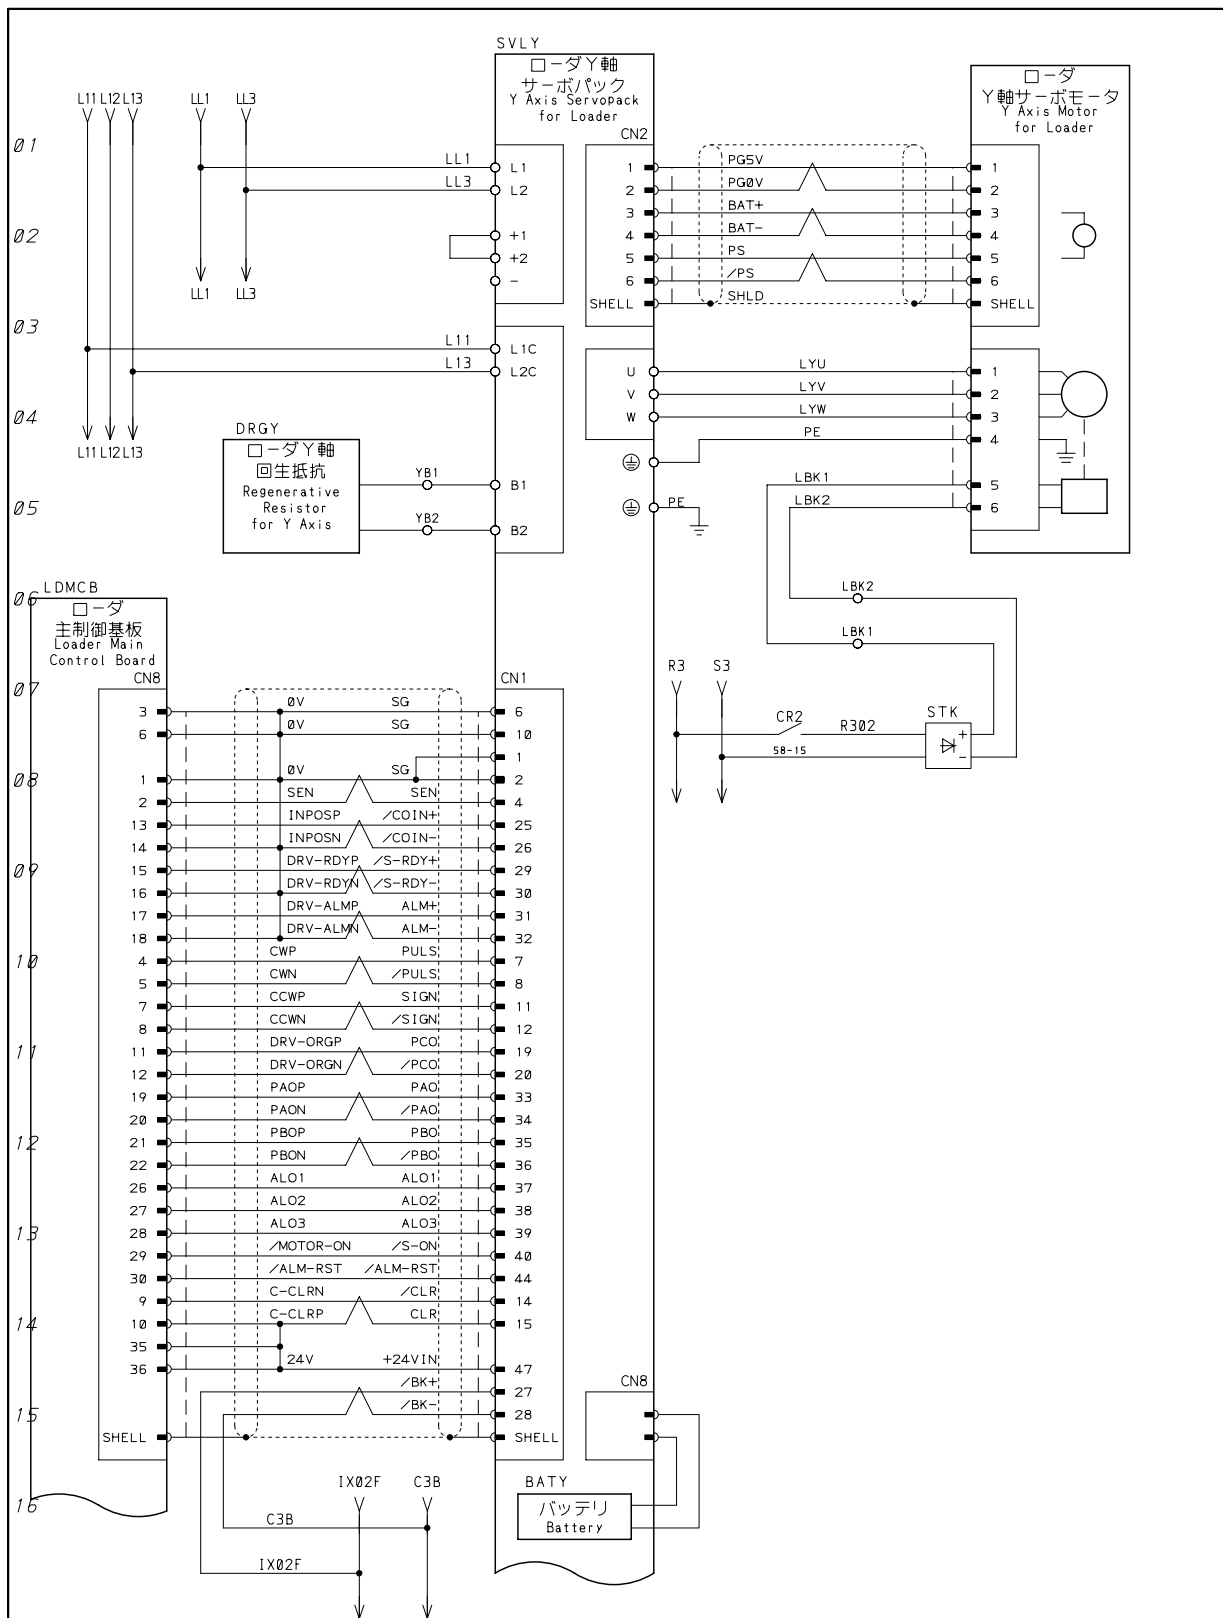 SVLY
ローダY軸
サーボパック
Y Axis Servopack
for Loader
ローダ
Y軸サーボモータ
Y Axis Motor
for Loader
L11 L12 L13 LL1 LL3
CN2
01
LL1 L1
LL3 L2
1 PG5V 1
2 PG0V 2
3 BAT+ 3
02
+1
+2
-
4 BAT- 4
5 PS 5
6 /PS 6
SHELL SHLD SHELL
LL1 LL3
03
L11 L1C
L13 L2C
U LYU 1
V LYV 2
W LYW 3
PE 4
04
L11 L12 L13
DRGY
ローダY軸
回生抵抗
Regenerative
Resistor
for Y Axis
YB1 B1
YB2 B2
LBK1 5
LBK2 6
PE
05
06
LDMCB
ローダ
主制御基板
Loader Main
Control Board
LBK2
LBK1
R3 S3
CR2 R302
58-15
STK
+
-
CN8 CN1
07
3 0V SG 6
6 0V SG 10
1
08
1 0V SG 2
2 SEN SEN 4
13 INPOSP /COIN+ 25
14 INPOSN /COIN- 26
09
15 DRV-RDYP /S-RDY+ 29
16 DRV-RDYN /S-RDY- 30
17 DRV-ALMP ALM+ 31
18 DRV-ALMN ALM- 32
10
4 CWP PULS 7
5 CWN /PULS 8
7 CCWP SIGN 11
8 CCWN /SIGN 12
11
11 DRV-ORGP PCO 19
12 DRV-ORGN /PCO 20
19 PAOP PAO 33
20 PAON /PAO 34
12
21 PBOP PBO 35
22 PBON /PBO 36
26 ALO1 ALO1 37
27 ALO2 ALO2 38
13
28 ALO3 ALO3 39
29 /MOTOR-ON /S-ON 40
30 /ALM-RST /ALM-RST 44
9 C-CLRN /CLR 14
14
10 C-CLRP CLR 15
35
36 24V +24VIN 47
/BK+ 27
15
/BK- 28
SHELL SHELL
CN8
BATY
バッテリ
Battery
IX02F C3B
16
C3B
IX02F